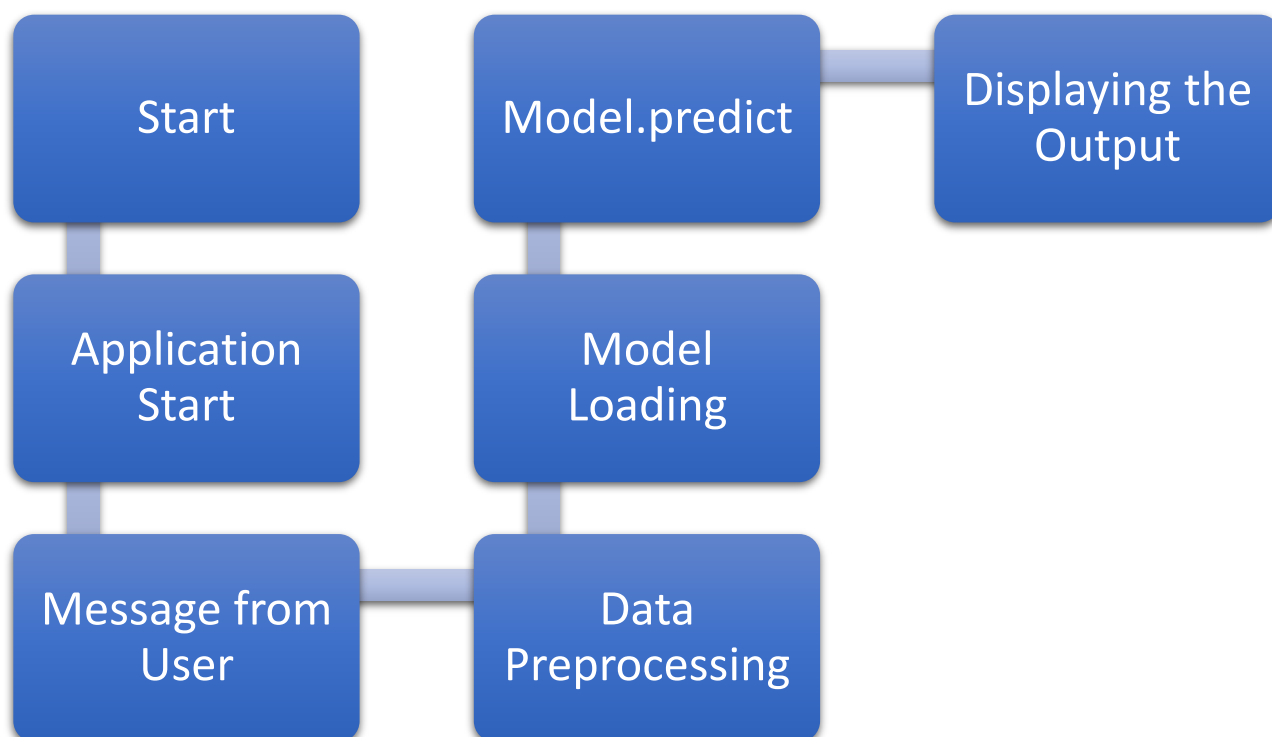 Start
Application
Start
Message from
User
Data
Preprocessing
Model
Loading
Model.predict
Displaying the
Output